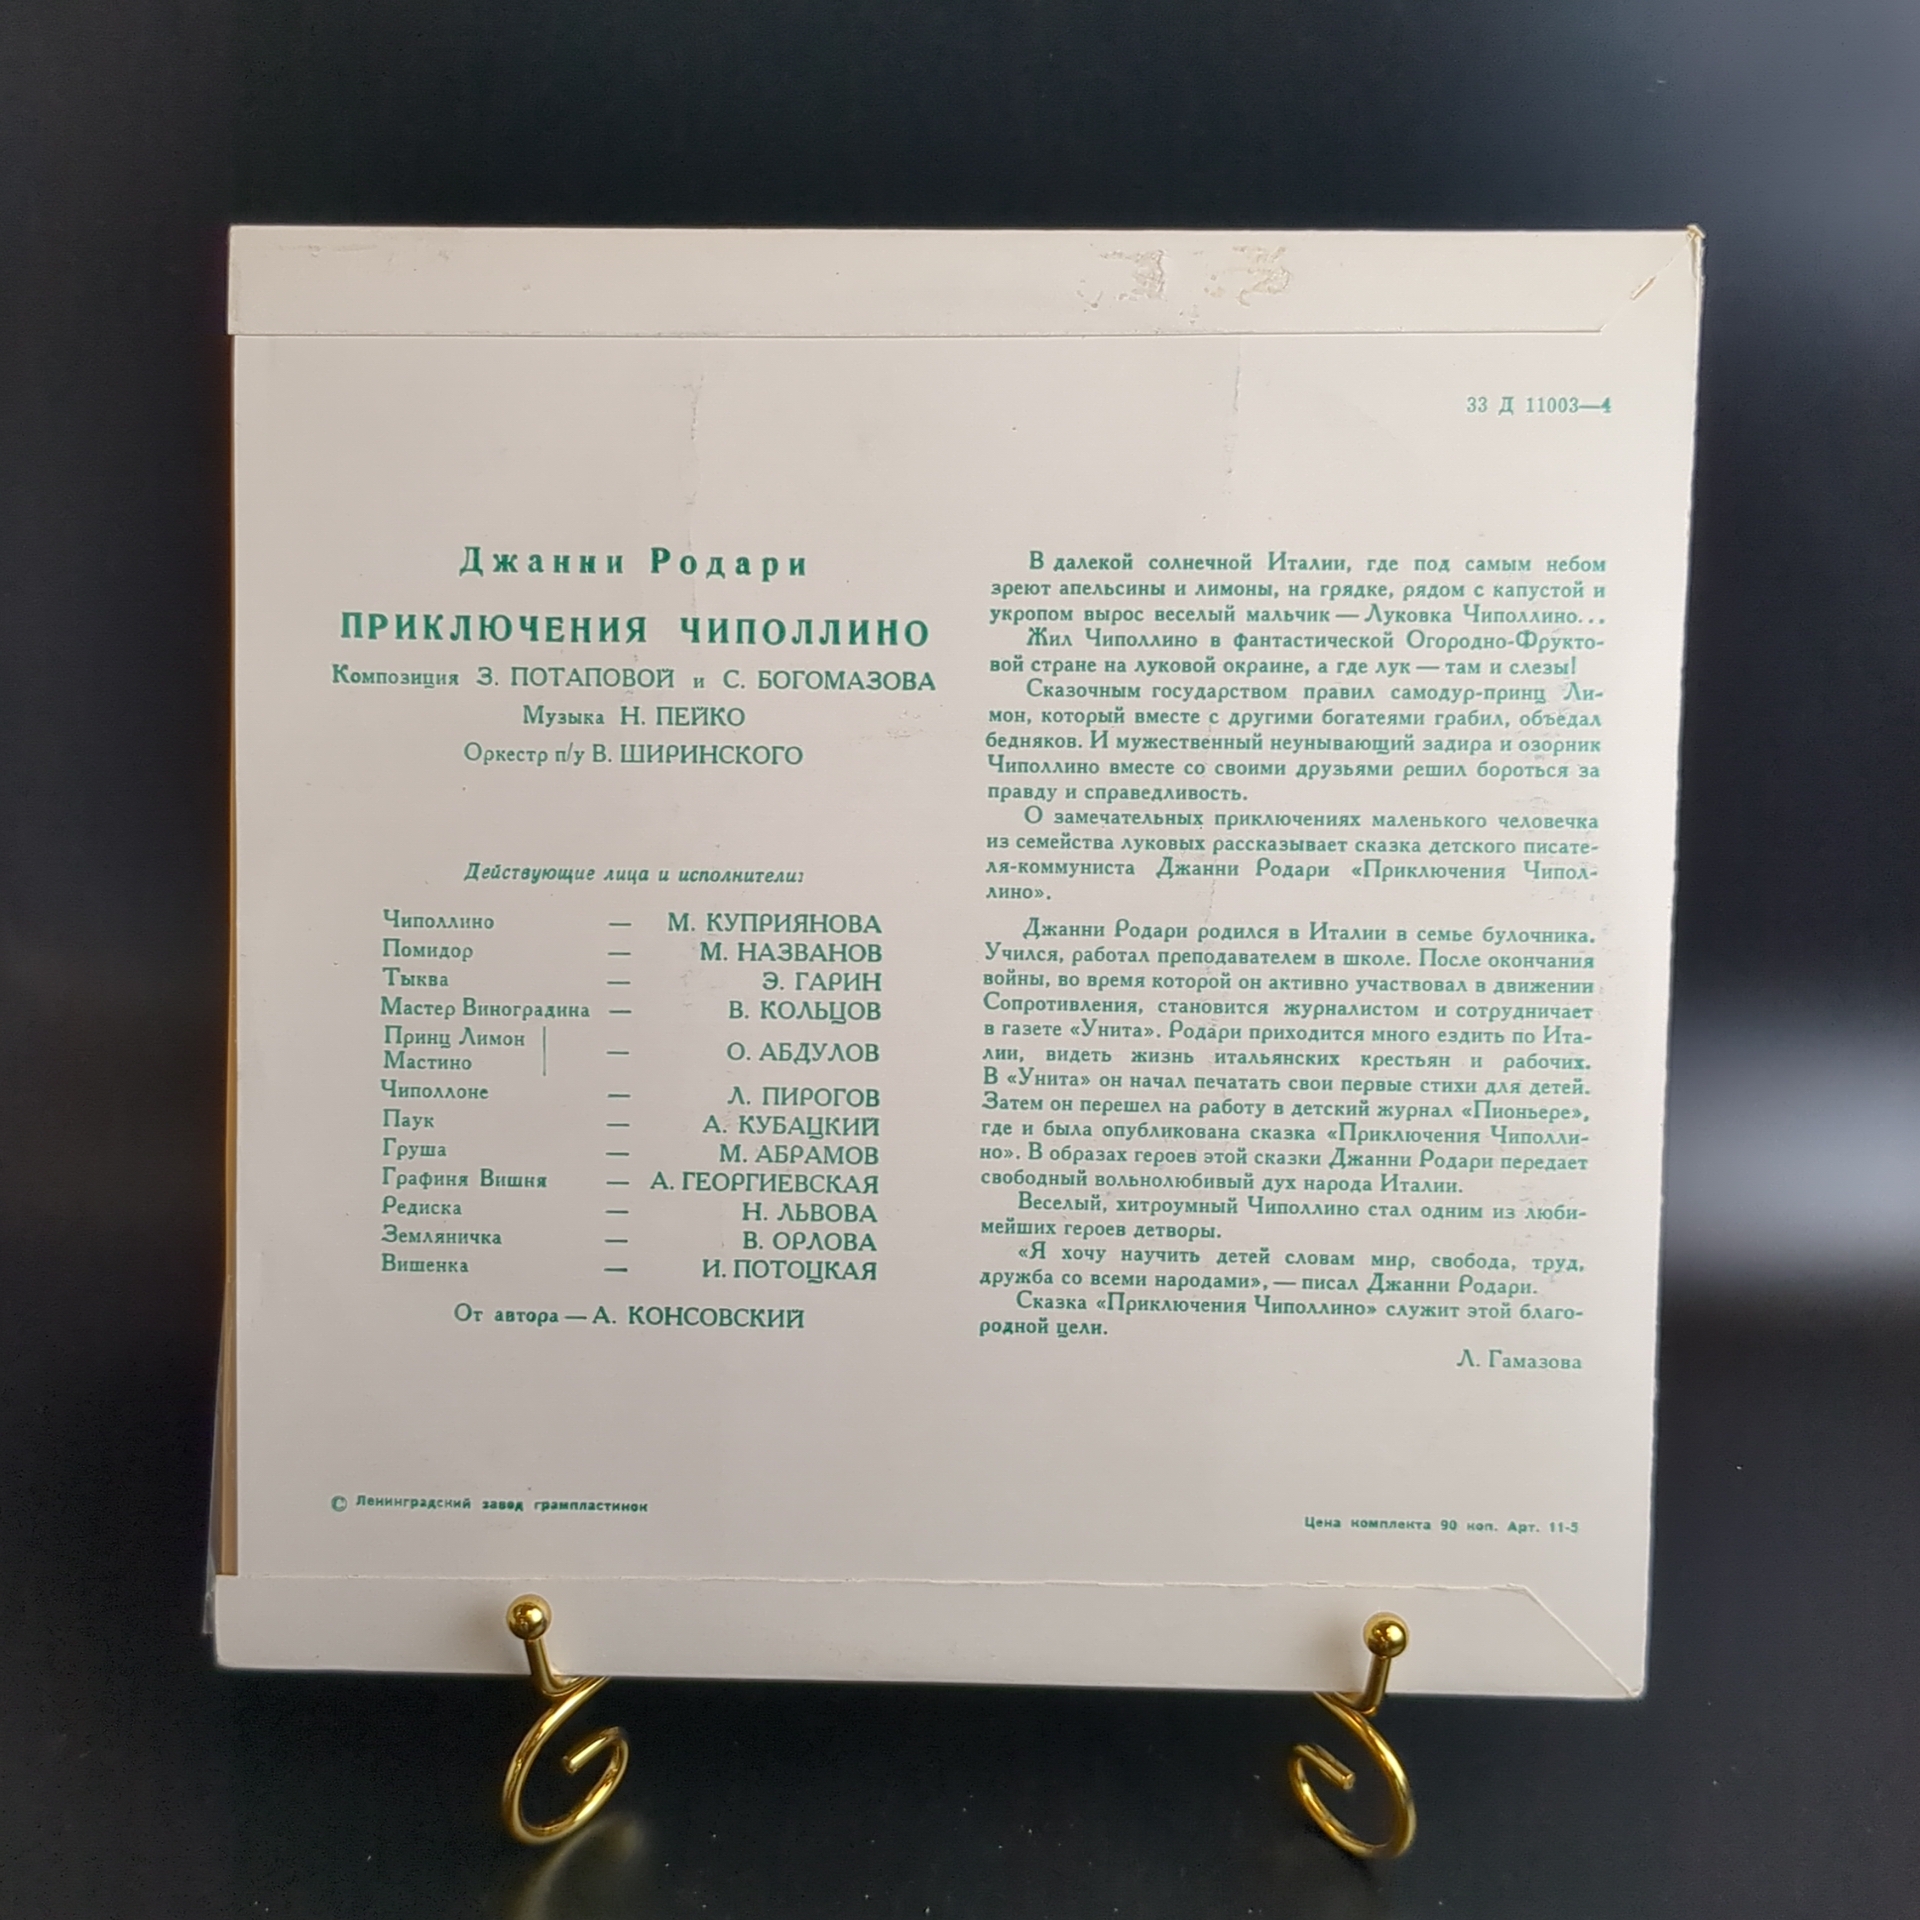 33 Д 11003—4
Джанни Родари
ПРИКЛЮЧЕНИЯ ЧИПОЛЛИНО
Композиция З. ПОТАПОВОЙ и С. БОГОМАЗОВА
Музыка Н. ПЕЙКО
Оркестр п/у В. ШИРИНСКОГО
Действующие лица и исполнители:
Чиполлино — М. КУПРИЯНОВА
Помидор — М. НАЗВАНОВ
Тыква — Э. ГАРИН
Мастер Виноградина — В. КОЛЬЦОВ
Принц Лимон
Мастино — О. АБДУЛОВ
Чиполлоне — Л. ПИРОГОВ
Паук — А. КУБАЦКИЙ
Груша — М. АБРАМОВ
Графиня Вишня — А. ГЕОРГИЕВСКАЯ
Редиска — Н. ЛЬВОВА
Земляничка — В. ОРЛОВА
Вишенка — И. ПОТОЦКАЯ
От автора — А. КОНСОВСКИЙ
В далекой солнечной Италии, где под самым небом
зреют апельсины и лимоны, на грядке, рядом с капустой и
укропом вырос веселый мальчик — Луковка Чиполлино...
Жил Чиполлино в фантастической Огородно-Фрукто-
вой стране на луковой окраине, а где лук — там и слезы!
Сказочным государством правил самодур-принц Ли-
мон, который вместе с другими богатеями грабил, объедал
бедняков. И мужественный неунывающий задира и озорник
Чиполлино вместе со своими друзьями решил бороться за
правду и справедливость.
О замечательных приключениях маленького человечка
из семейства луковых рассказывает сказка детского писате-
ля-коммуниста Джанни Родари «Приключения Чипол-
лино».
Джанни Родари родился в Италии в семье булочника.
Учился, работал преподавателем в школе. После окончания
войны, во время которой он активно участвовал в движении
Сопротивления, становится журналистом и сотрудничает
в газете «Унита». Родари приходится много ездить по Ита-
лии, видеть жизнь итальянских крестьян и рабочих.
В «Унита» он начал печатать свои первые стихи для детей.
Затем он перешел на работу в детский журнал «Пионьере»,
где и была опубликована сказка «Приключения Чиполли-
но». В образах героев этой сказки Джанни Родари передает
свободный вольнолюбивый дух народа Италии.
Веселый, хитроумный Чиполлино стал одним из люби-
мейших героев детворы.
«Я хочу научить детей словам мир, свобода, труд,
дружба со всеми народами», — писал Джанни Родари.
Сказка «Приключения Чиполлино» служит этой благо-
родной цели.
Л. Гамазова
© Ленинградский завод грампластинок
Цена комплекта 90 коп. Арт. 11-5